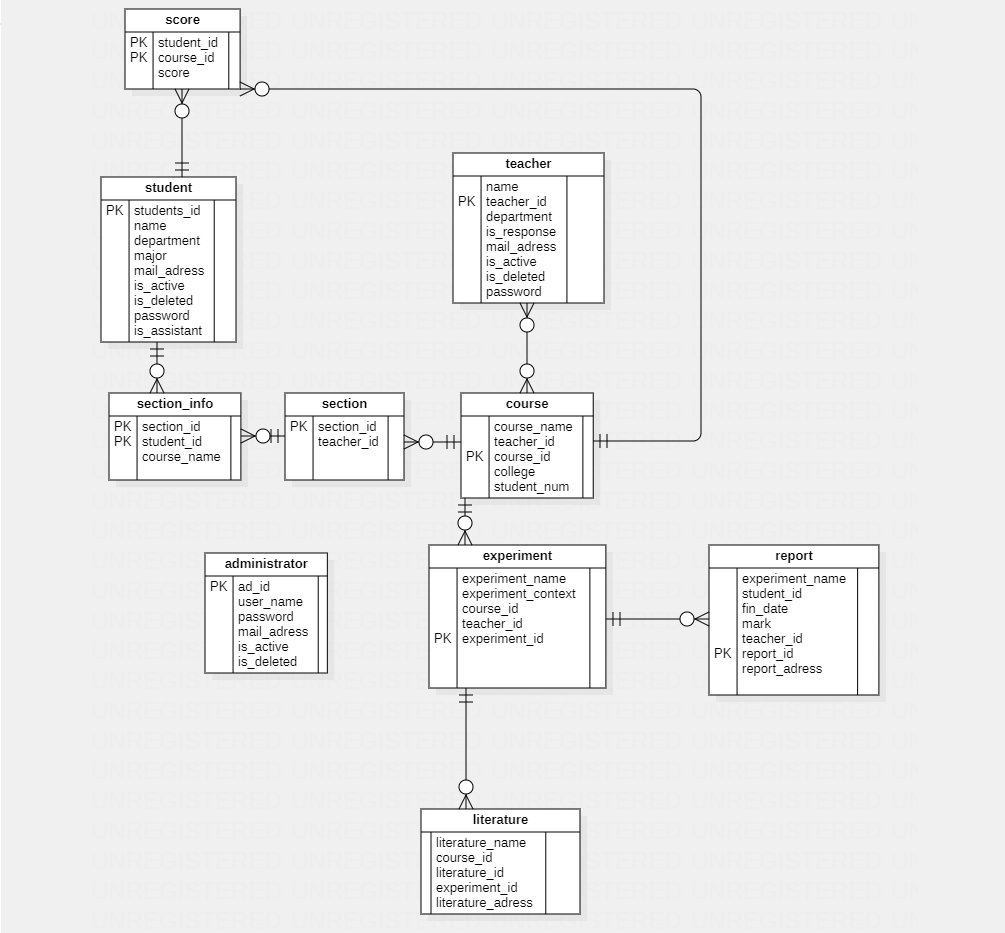 score
PK student_id
PK course_id
score
teacher
name
PK teacher_id
department
is_response
mail_adress
is_active
is_deleted
password
student
PK students_id
name
department
major
mail_adress
is_active
is_deleted
password
is_assistant
section_info
PK section_id
PK student_id
course_name
section
PK section_id
teacher_id
course
course_name
teacher_id
PK course_id
college
student_num
administrator
PK ad_id
user_name
password
mail_adress
is_active
is_deleted
experiment
experiment_name
experiment_context
course_id
teacher_id
PK experiment_id
report
experiment_name
student_id
fin_date
mark
teacher_id
PK report_id
report_adress
literature
literature_name
course_id
literature_id
experiment_id
literature_adress